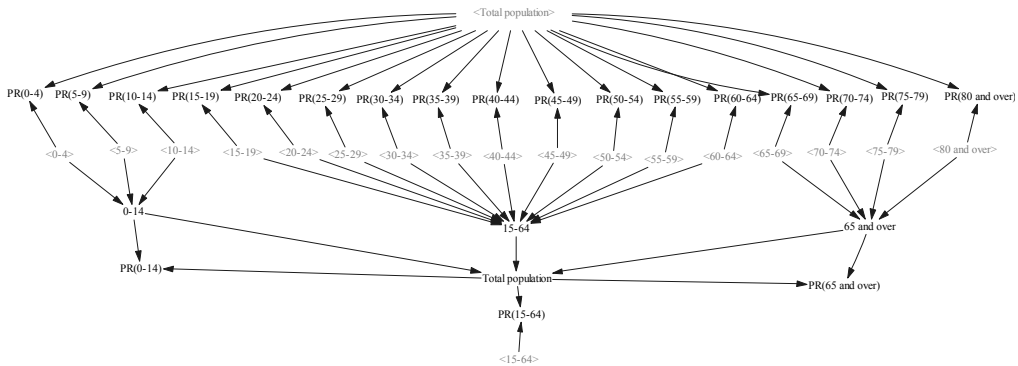 <Total population>
PR(0-4) PR(5-9) PR(10-14) PR(15-19) PR(20-24) PR(25-29) PR(30-34) PR(35-39) PR(40-44) PR(45-49) PR(50-54) PR(55-59) PR(60-64) PR(65-69) PR(70-74) PR(75-79) PR(80 and over)
<0-4> <5-9> <10-14> <15-19> <20-24> <25-29> <30-34> <35-39> <40-44> <45-49> <50-54> <55-59> <60-64> <65-69> <70-74> <75-79> <80 and over>
0-14 15-64 65 and over
PR(0-14) Total population PR(65 and over)
PR(15-64)
<15-64>